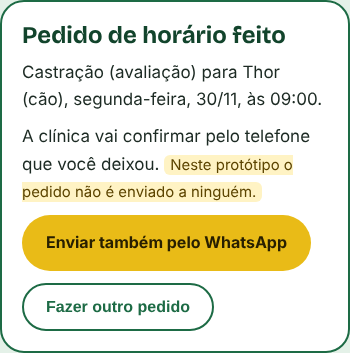 Pedido de horário feito
Castração (avaliação) para Thor
(cão), segunda-feira, 30/11, às 09:00.
A clínica vai confirmar pelo telefone
que você deixou. Neste protótipo o
pedido não é enviado a ninguém.
Enviar também pelo WhatsApp
Fazer outro pedido